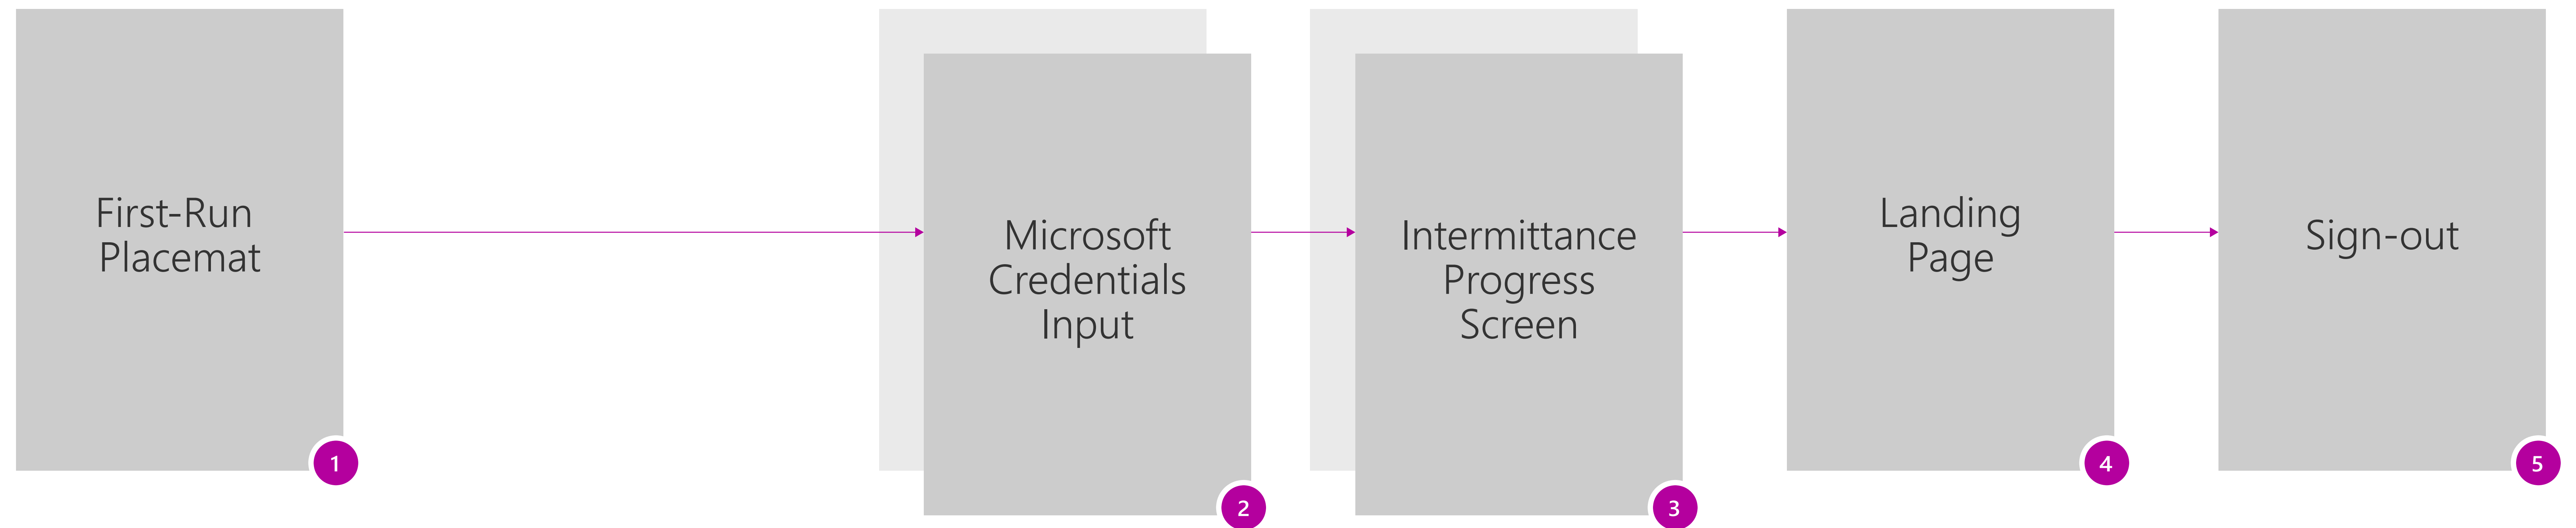 First-Run
Placemat
1
Microsoft
Credentials
Input
2
Intermittance
Progress
Screen
3
Landing
Page
4
Sign-out
5